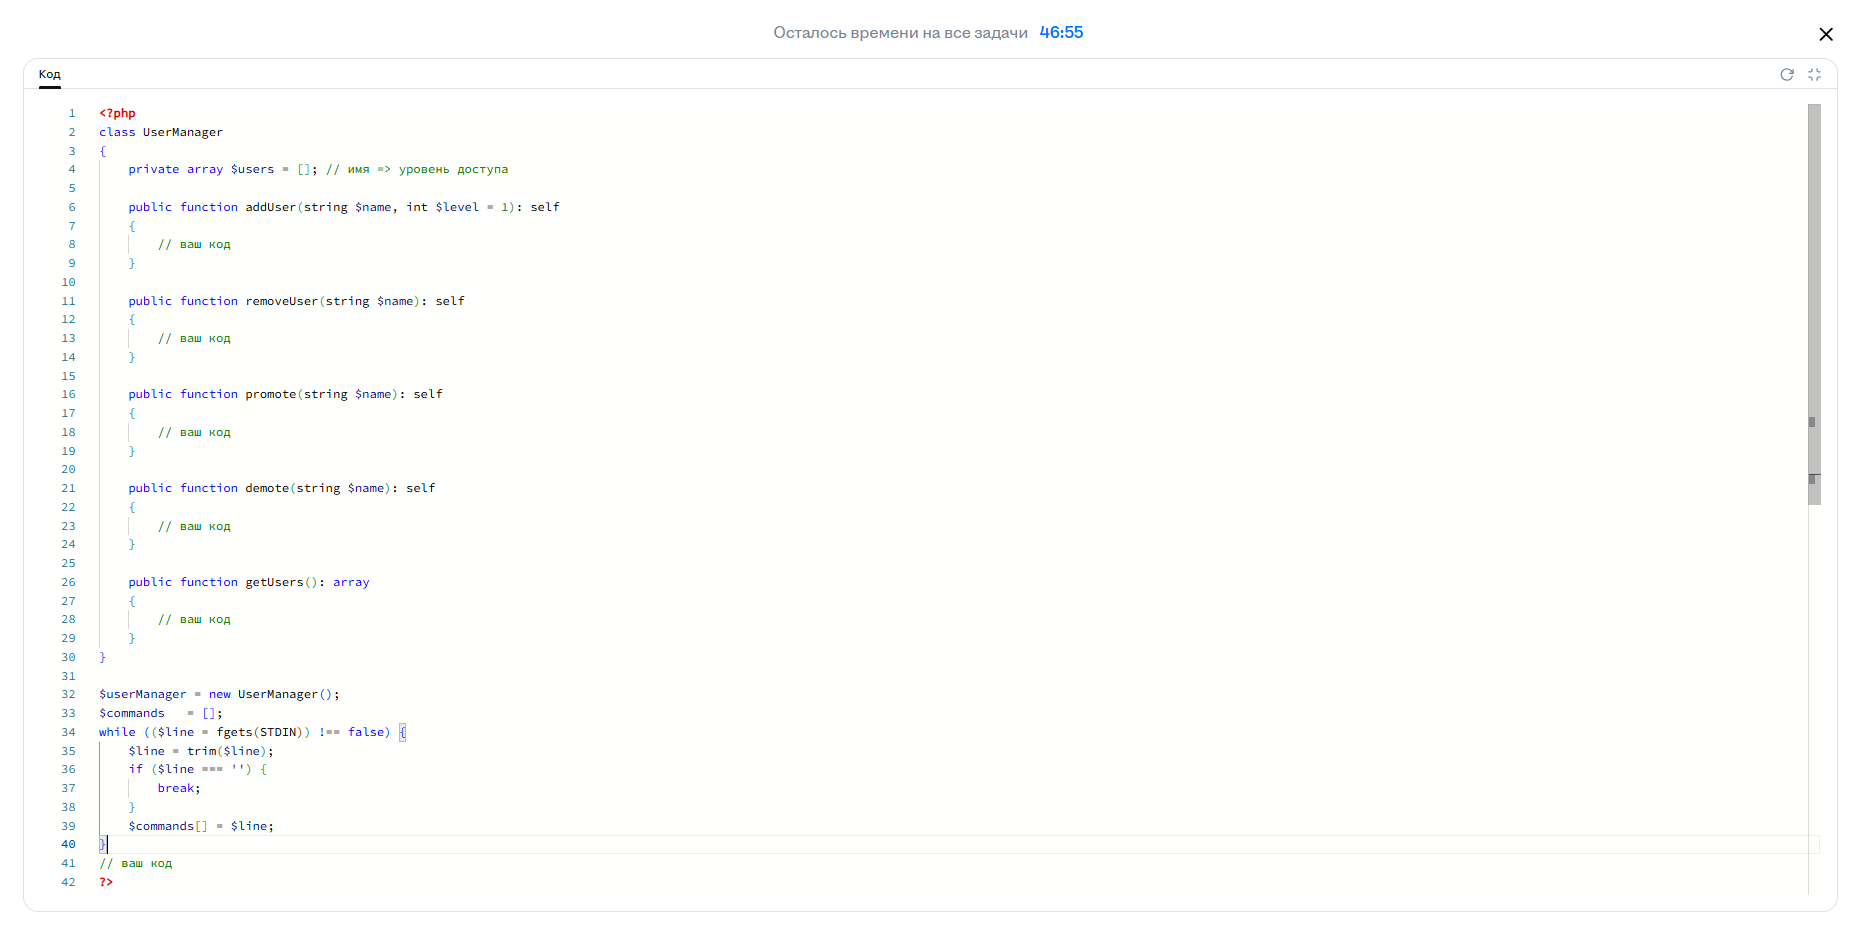 Осталось времени на все задачи 46:55
Код
1 <?php
2 class UserManager
3 {
4     private array $users = []; // имя => уровень доступа
5
6     public function addUser(string $name, int $level = 1): self
7     {
8         // ваш код
9     }
10
11     public function removeUser(string $name): self
12     {
13         // ваш код
14     }
15
16     public function promote(string $name): self
17     {
18         // ваш код
19     }
20
21     public function demote(string $name): self
22     {
23         // ваш код
24     }
25
26     public function getUsers(): array
27     {
28         // ваш код
29     }
30 }
31
32 $userManager = new UserManager();
33 $commands   = [];
34 while (($line = fgets(STDIN)) !== false) {
35     $line = trim($line);
36     if ($line === '') {
37         break;
38     }
39     $commands[] = $line;
40 }
41 // ваш код
42 ?>